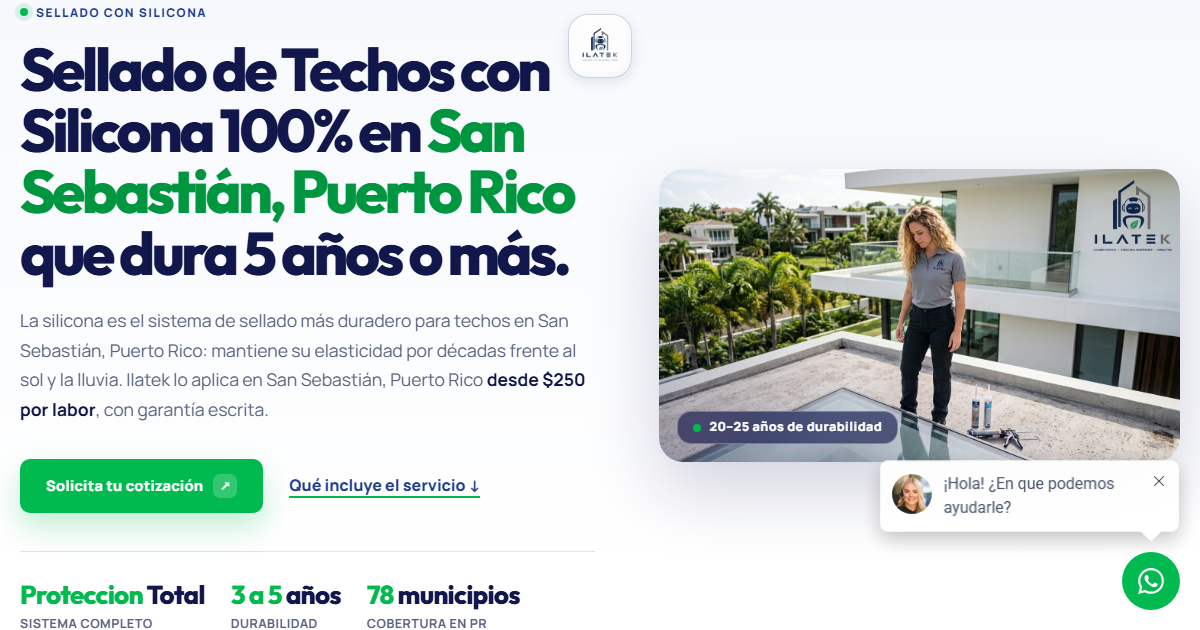 SELLADO CON SILICONA
ILATEK
Sellado de Techos con
Silicona 100% en San
Sebastián, Puerto Rico
que dura 5 años o más.
La silicona es el sistema de sellado más duradero para techos en San
Sebastián, Puerto Rico: mantiene su elasticidad por décadas frente al
sol y la lluvia. Ilatek lo aplica en San Sebastián, Puerto Rico desde $250
por labor, con garantía escrita.
Solicita tu cotización ↗
Qué incluye el servicio ↓
Proteccion Total
SISTEMA COMPLETO
3 a 5 años
DURABILIDAD
78 municipios
COBERTURA EN PR
ILATEK
20–25 años de durabilidad
¡Hola! ¿En que podemos
ayudarle?